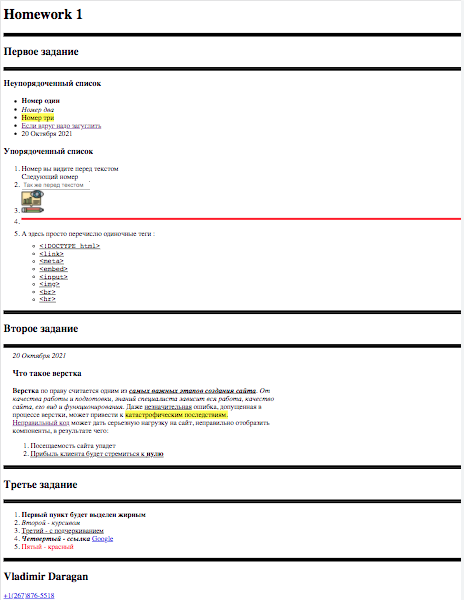 Homework 1
Первое задание
Неупорядоченный список
Номер один
Номер два
Номер три
Если вдруг надо загуглить
20 Октября 2021
Упорядоченный список
1. Номер вы видите перед текстом
Следующий номер
2. Так же перед текстом
3.
4.
5. А здесь просто перечислю одиночные теги :
<!DOCTYPE html>
<link>
<meta>
<embed>
<input>
<img>
<br>
<hr>
Второе задание
20 Октября 2021
Что такое верстка
Верстка по праву считается одним из самых важных этапов создания сайта. От
качества работы и подготовки, знаний специалиста зависит вся работа, качество
сайта, его вид и функционирования. Даже незначительная ошибка, допущенная в
процессе верстки, может привести к катастрофическим последствиям.
Неправильный код может дать серьезную нагрузку на сайт, неправильно отобразить
компоненты, в результате чего:
1. Посещаемость сайта упадет
2. Прибыль клиента будет стремиться к нулю
Третье задание
1. Первый пункт будет выделен жирным
2. Второй - курсивом
3. Третий - с подчеркиванием
4. Четвертый - ссылка Google
5. Пятый - красный
Vladimir Daragan
+1(267)876-5518